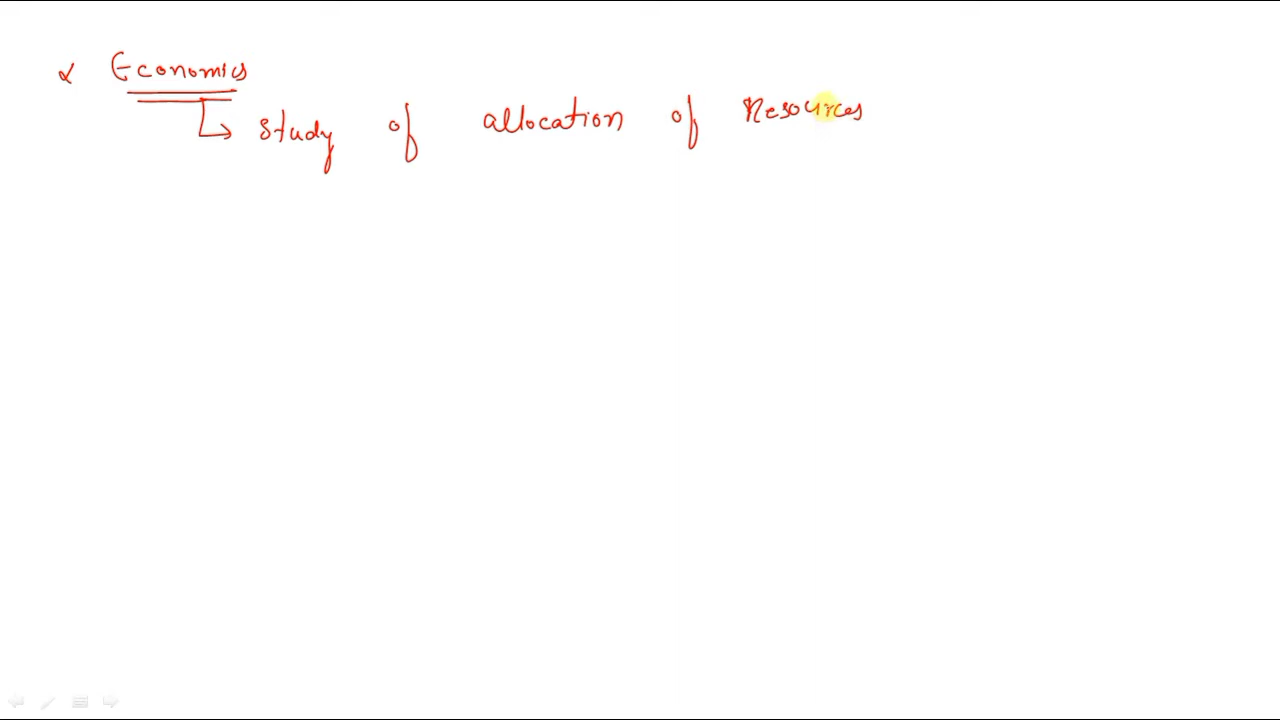 Economics
↳ Study of allocation of Resources